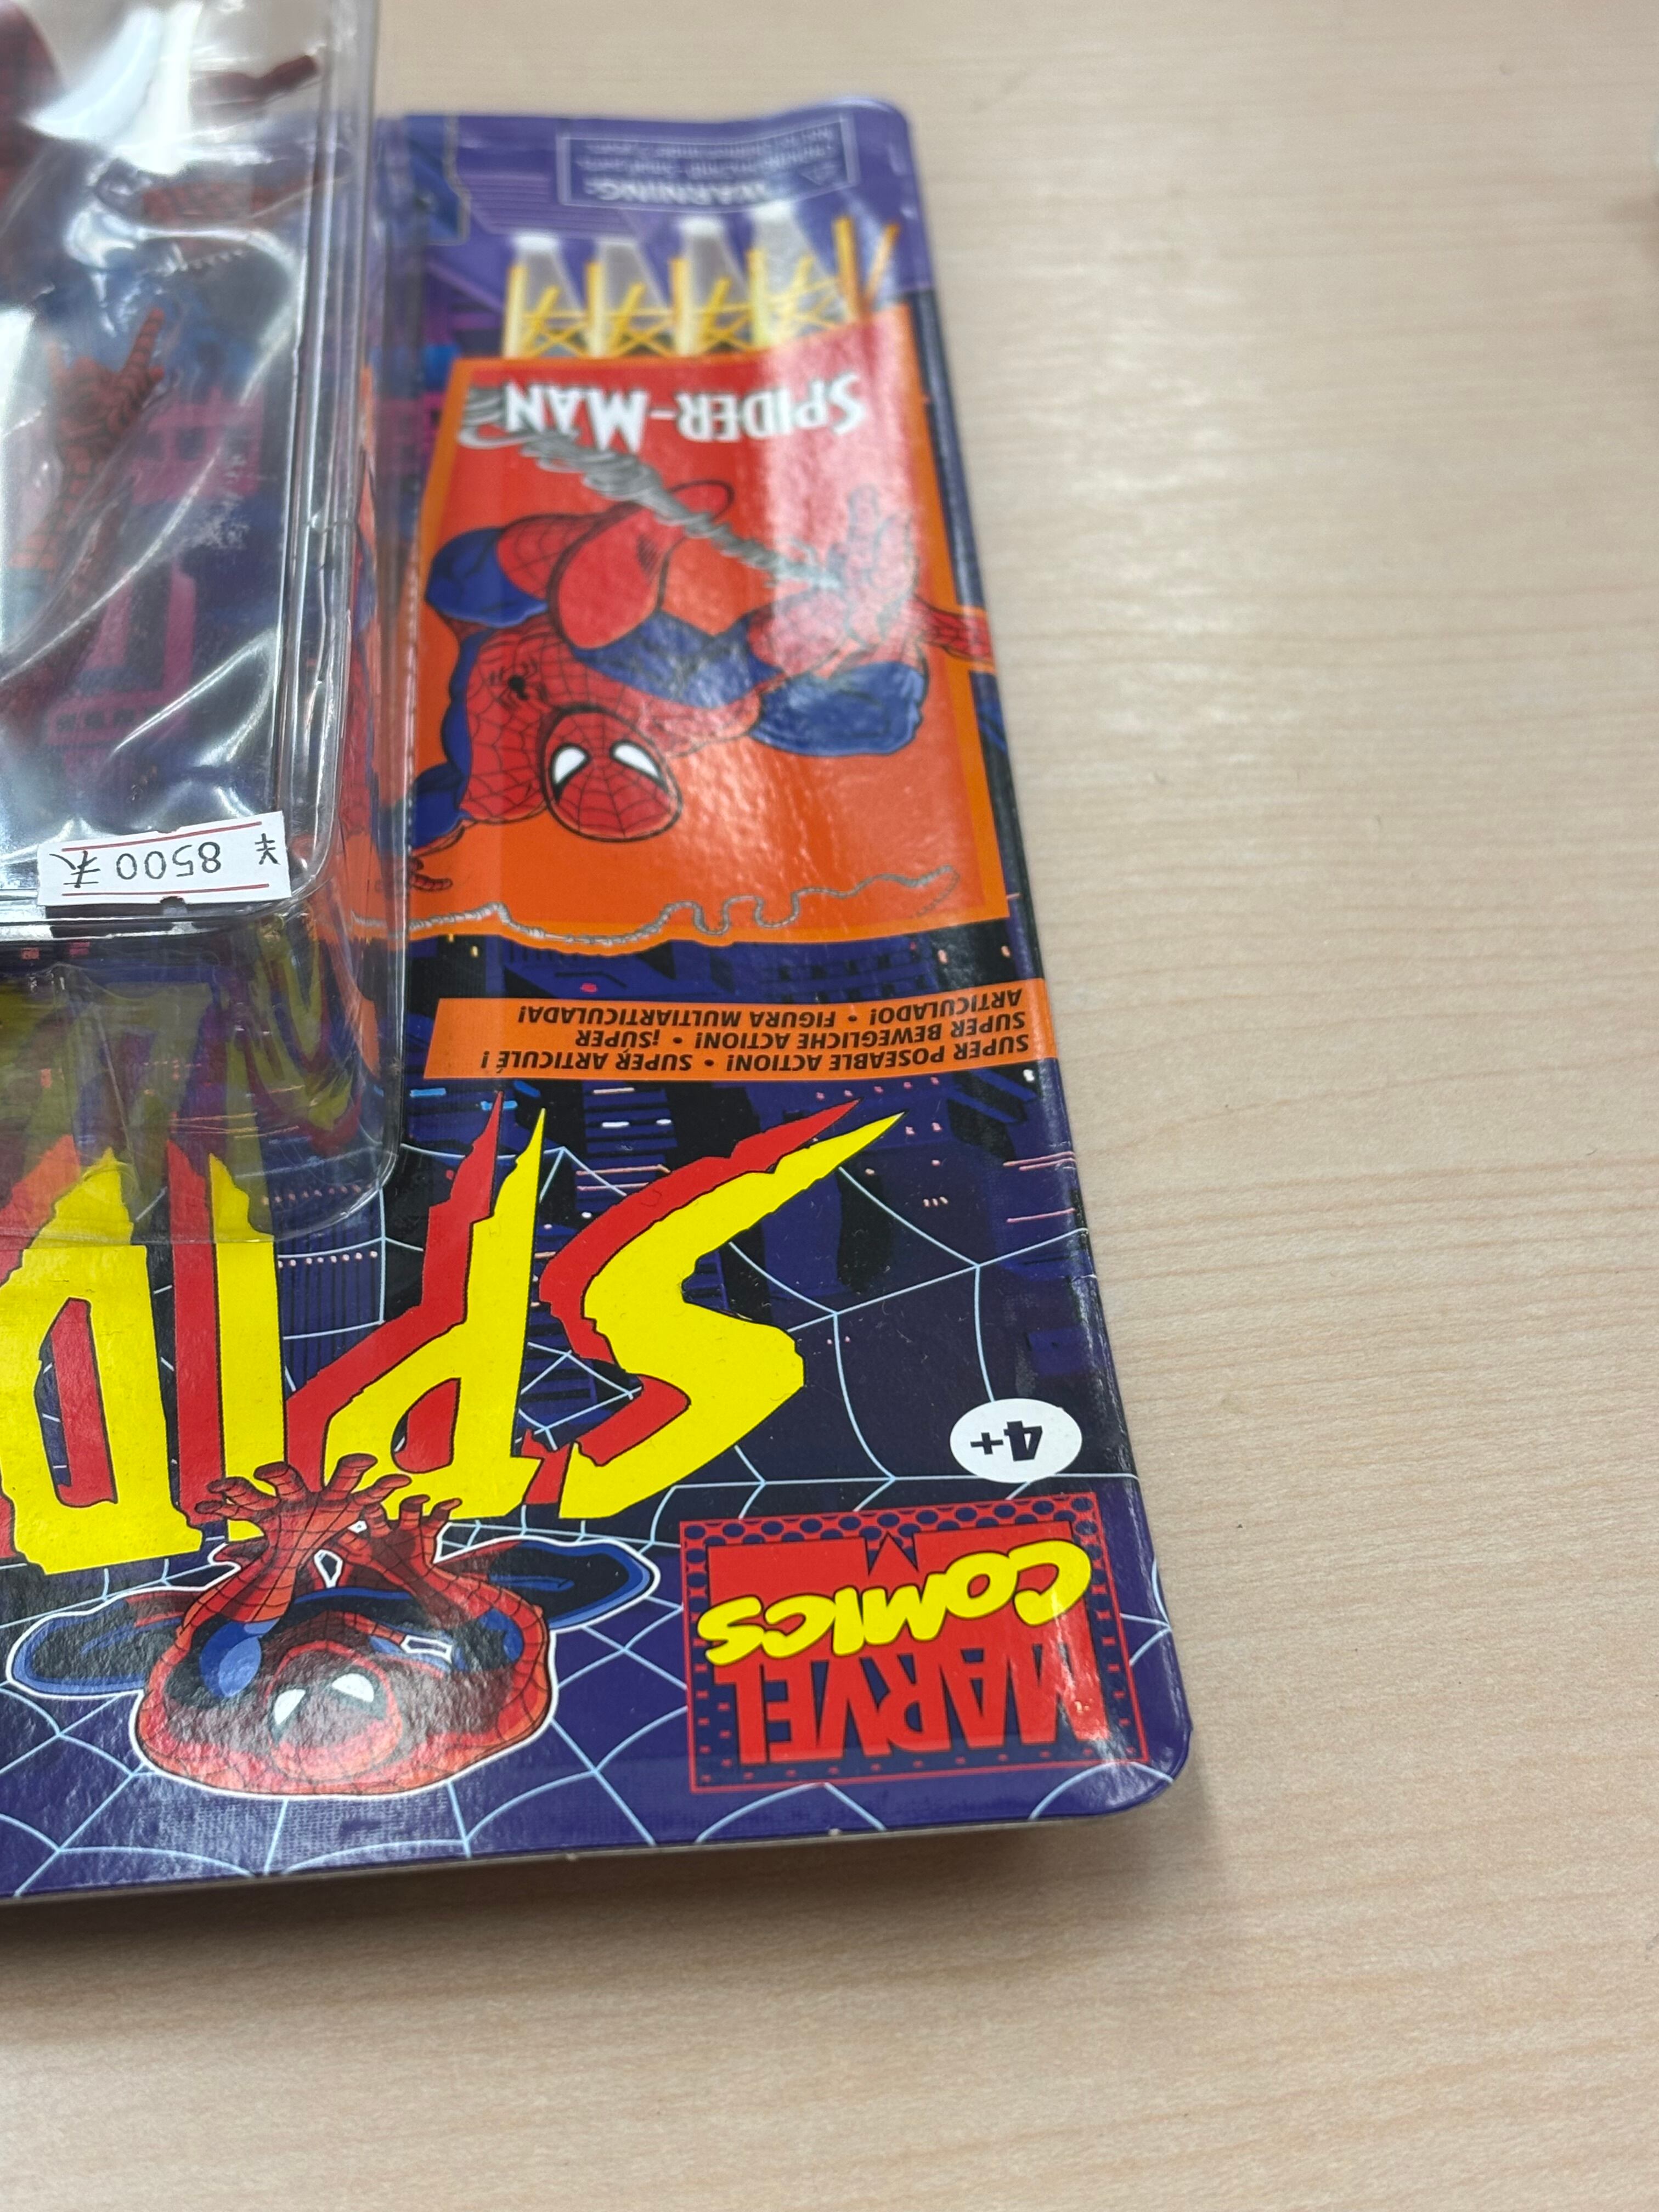 MARVEL
COMICS
4+
SPID
SUPER POSEABLE ACTION! • SUPER ARTICULÉ !
SUPER BEWEGLICHE ACTION! • ¡SUPER
ARTICULADO! • FIGURA MULTIARTICULADA!
8500
SPIDER-MAN
WARNING: